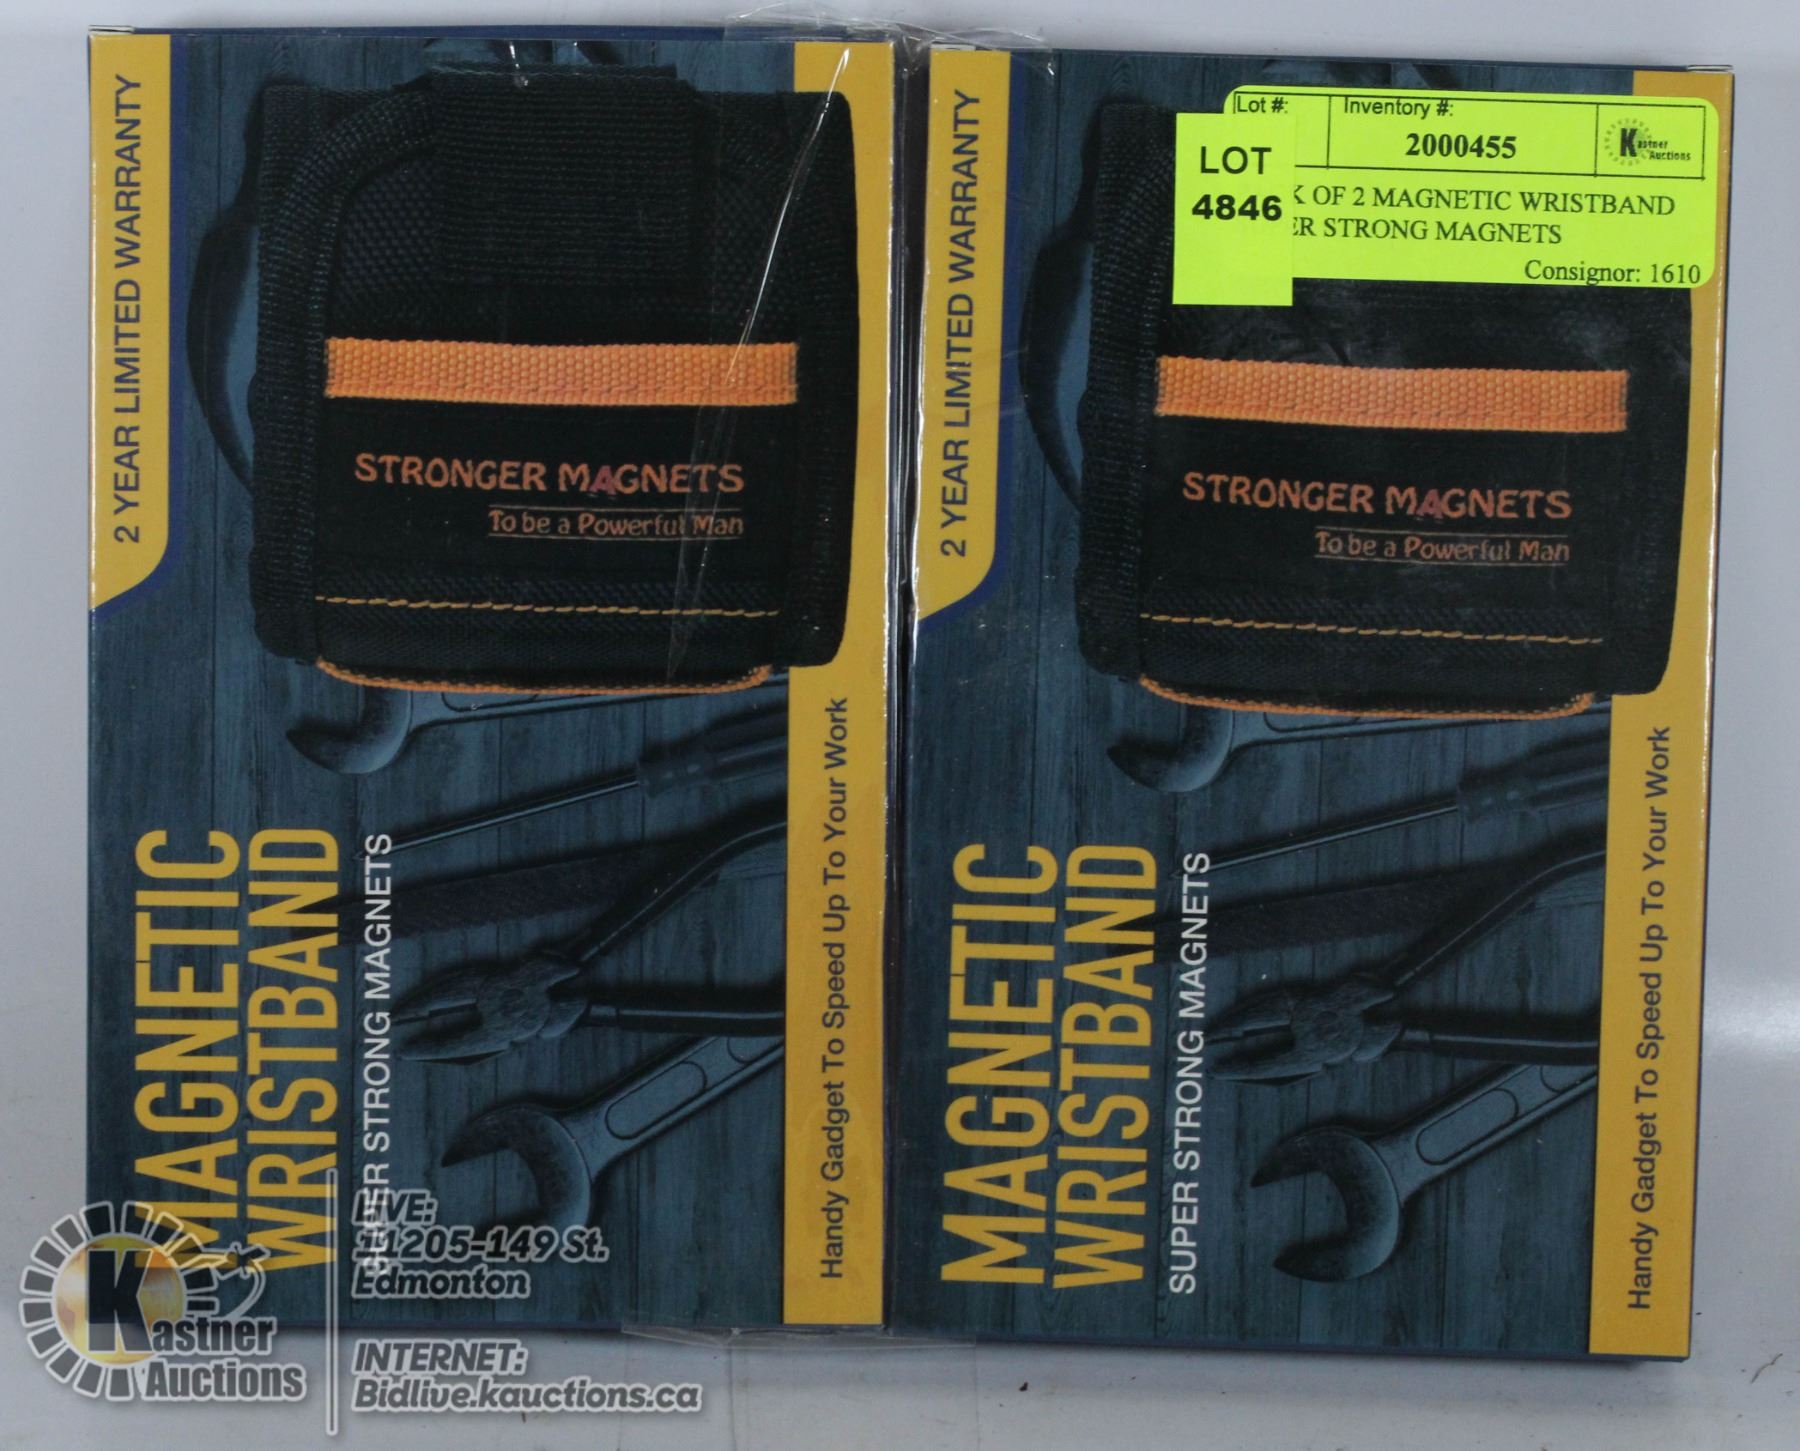 2 YEAR LIMITED WARRANTY
STRONGER MAGNETS
To be a Powerful Man
MAGNETIC
WRISTBAND
SUPER STRONG MAGNETS
Handy Gadget To Speed Up To Your Work
2 YEAR LIMITED WARRANTY
STRONGER MAGNETS
To be a Powerful Man
MAGNETIC
WRISTBAND
SUPER STRONG MAGNETS
Handy Gadget To Speed Up To Your Work
Lot #:
Inventory #:
2000455
Kastner
Auctions
LOT
4846
OF 2 MAGNETIC WRISTBAND
STRONG MAGNETS
Consignor: 1610
Kastner
Auctions
LIVE:
11205-149 St.
Edmonton
INTERNET:
Bidlive.kauctions.ca